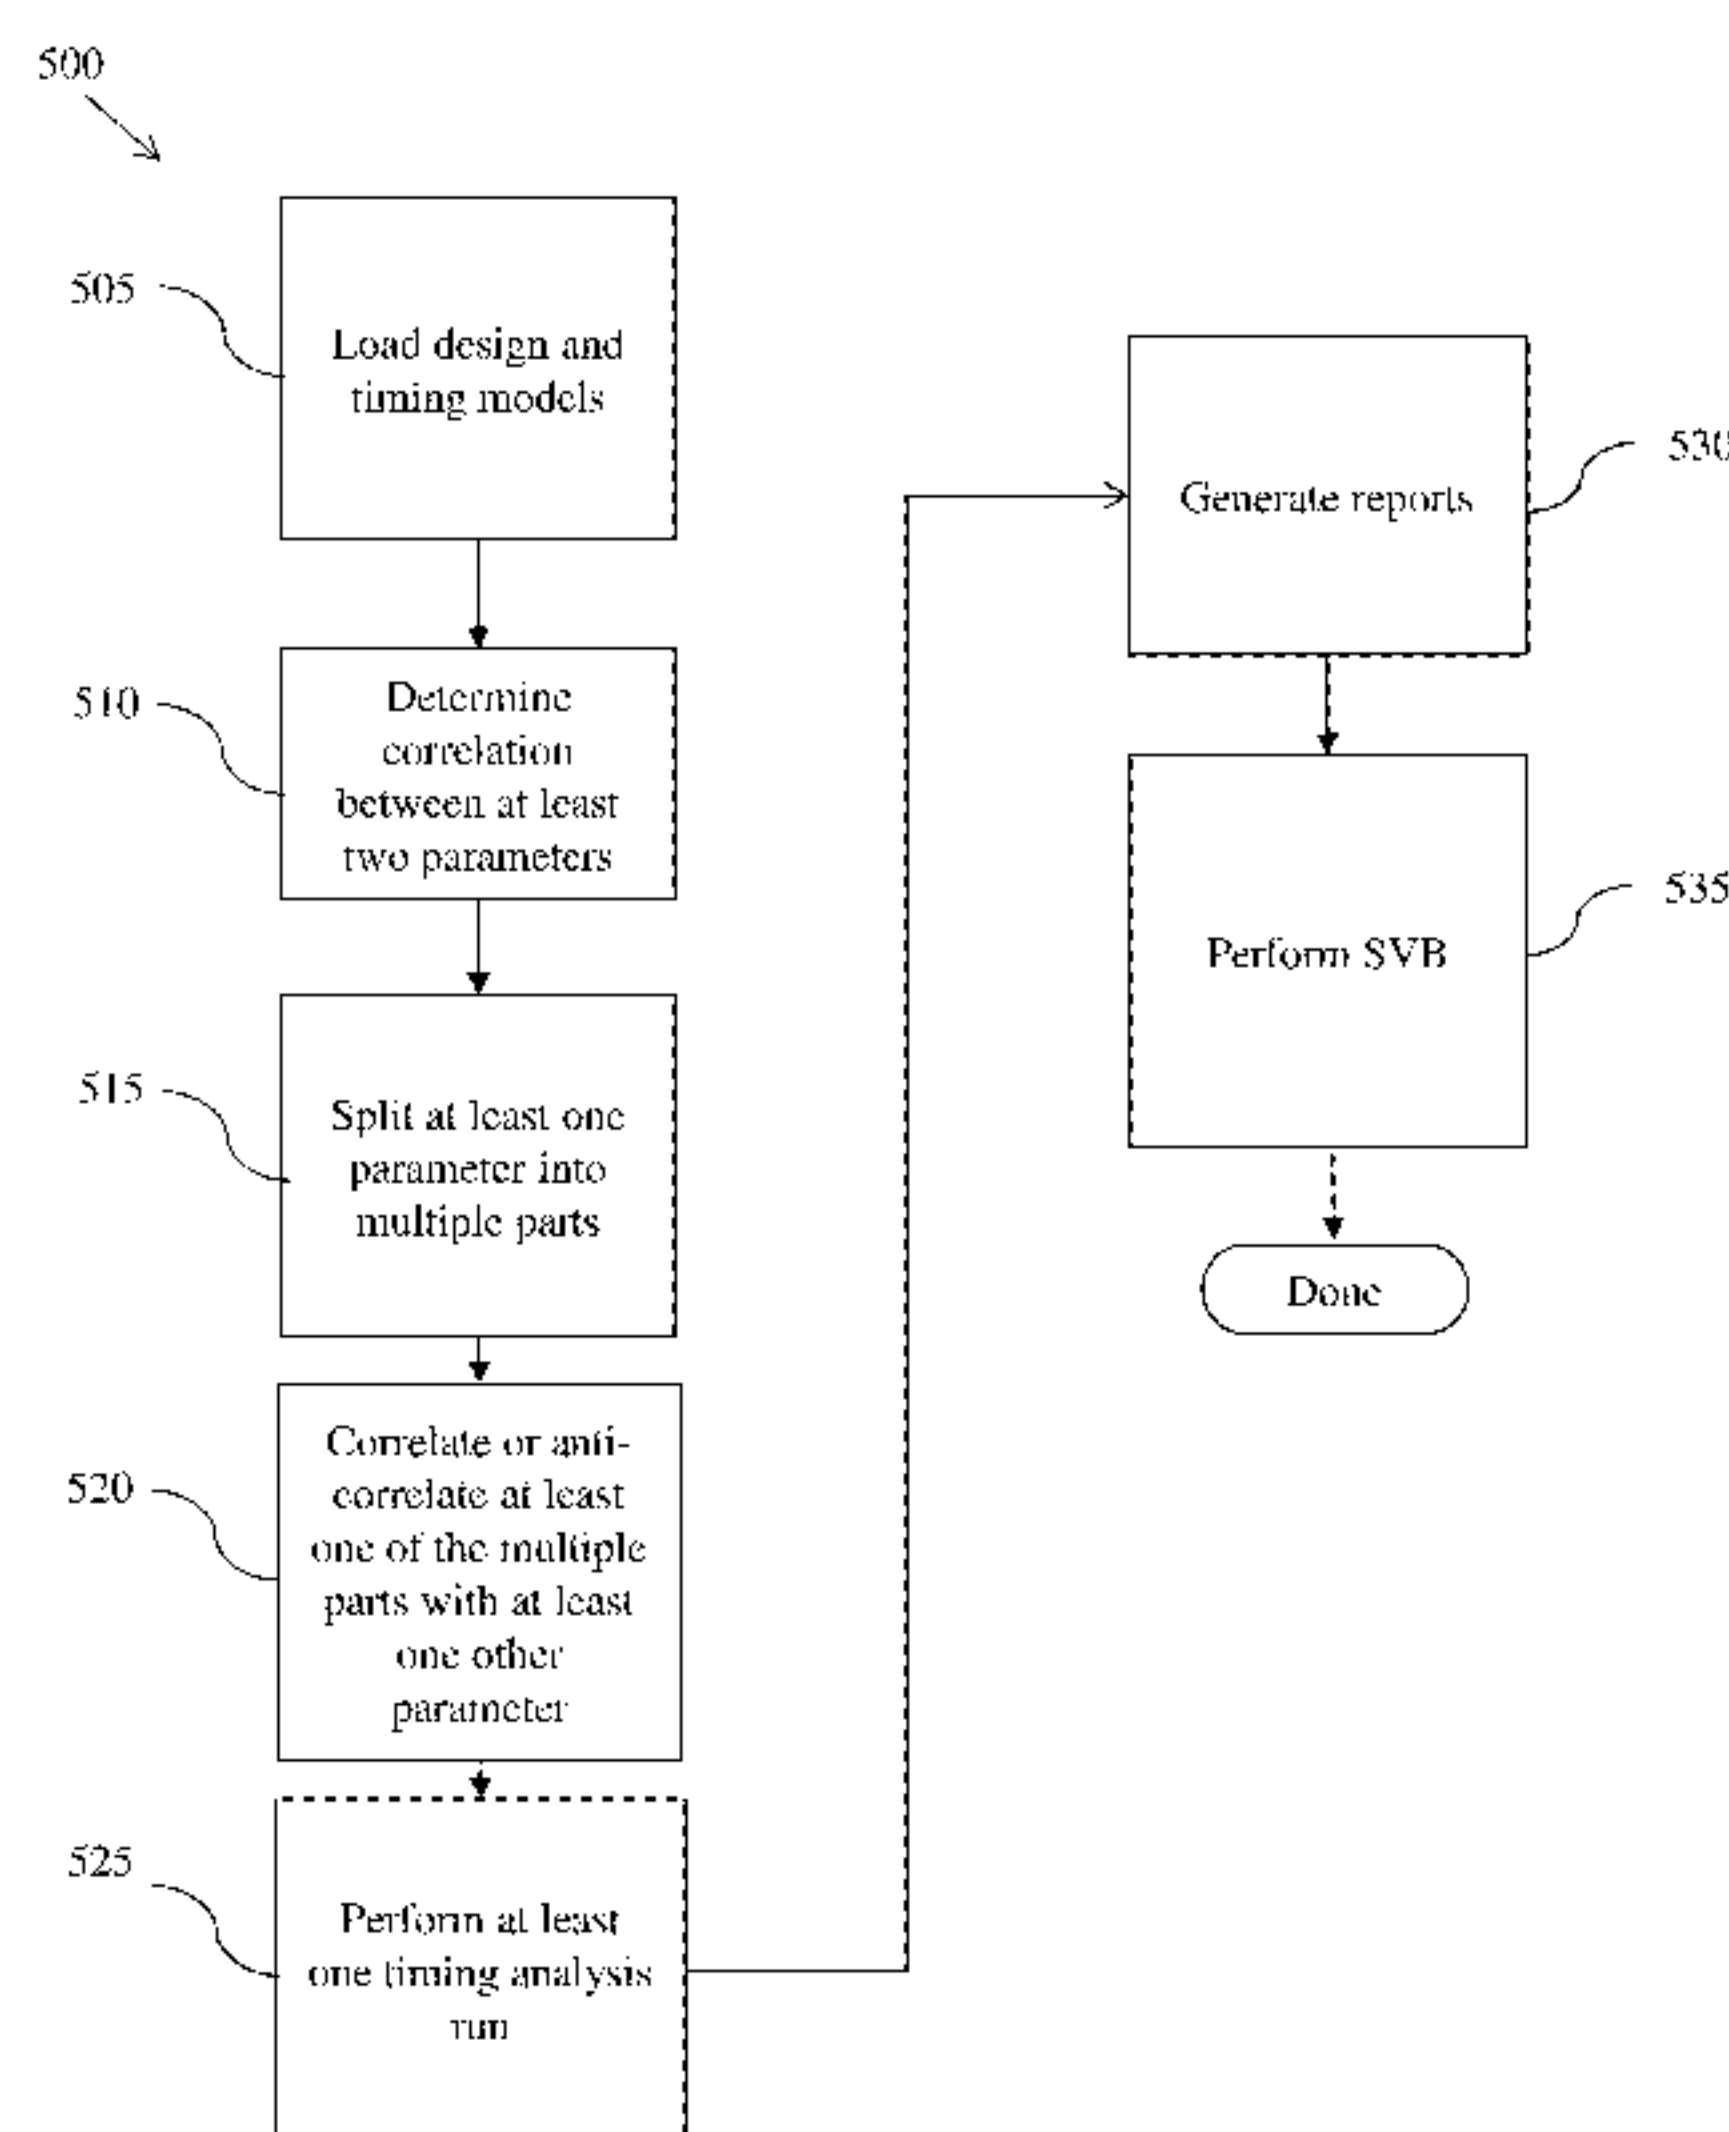 500
505
Load design and
timing models
510
Determine
correlation
between at least
two parameters
515
Split at least one
parameter into
multiple parts
520
Correlate or anti-
correlate at least
one of the multiple
parts with at least
one other
parameter
525
Perform at least
one timing analysis
run
Generate reports
530
Perform SVB
535
Done